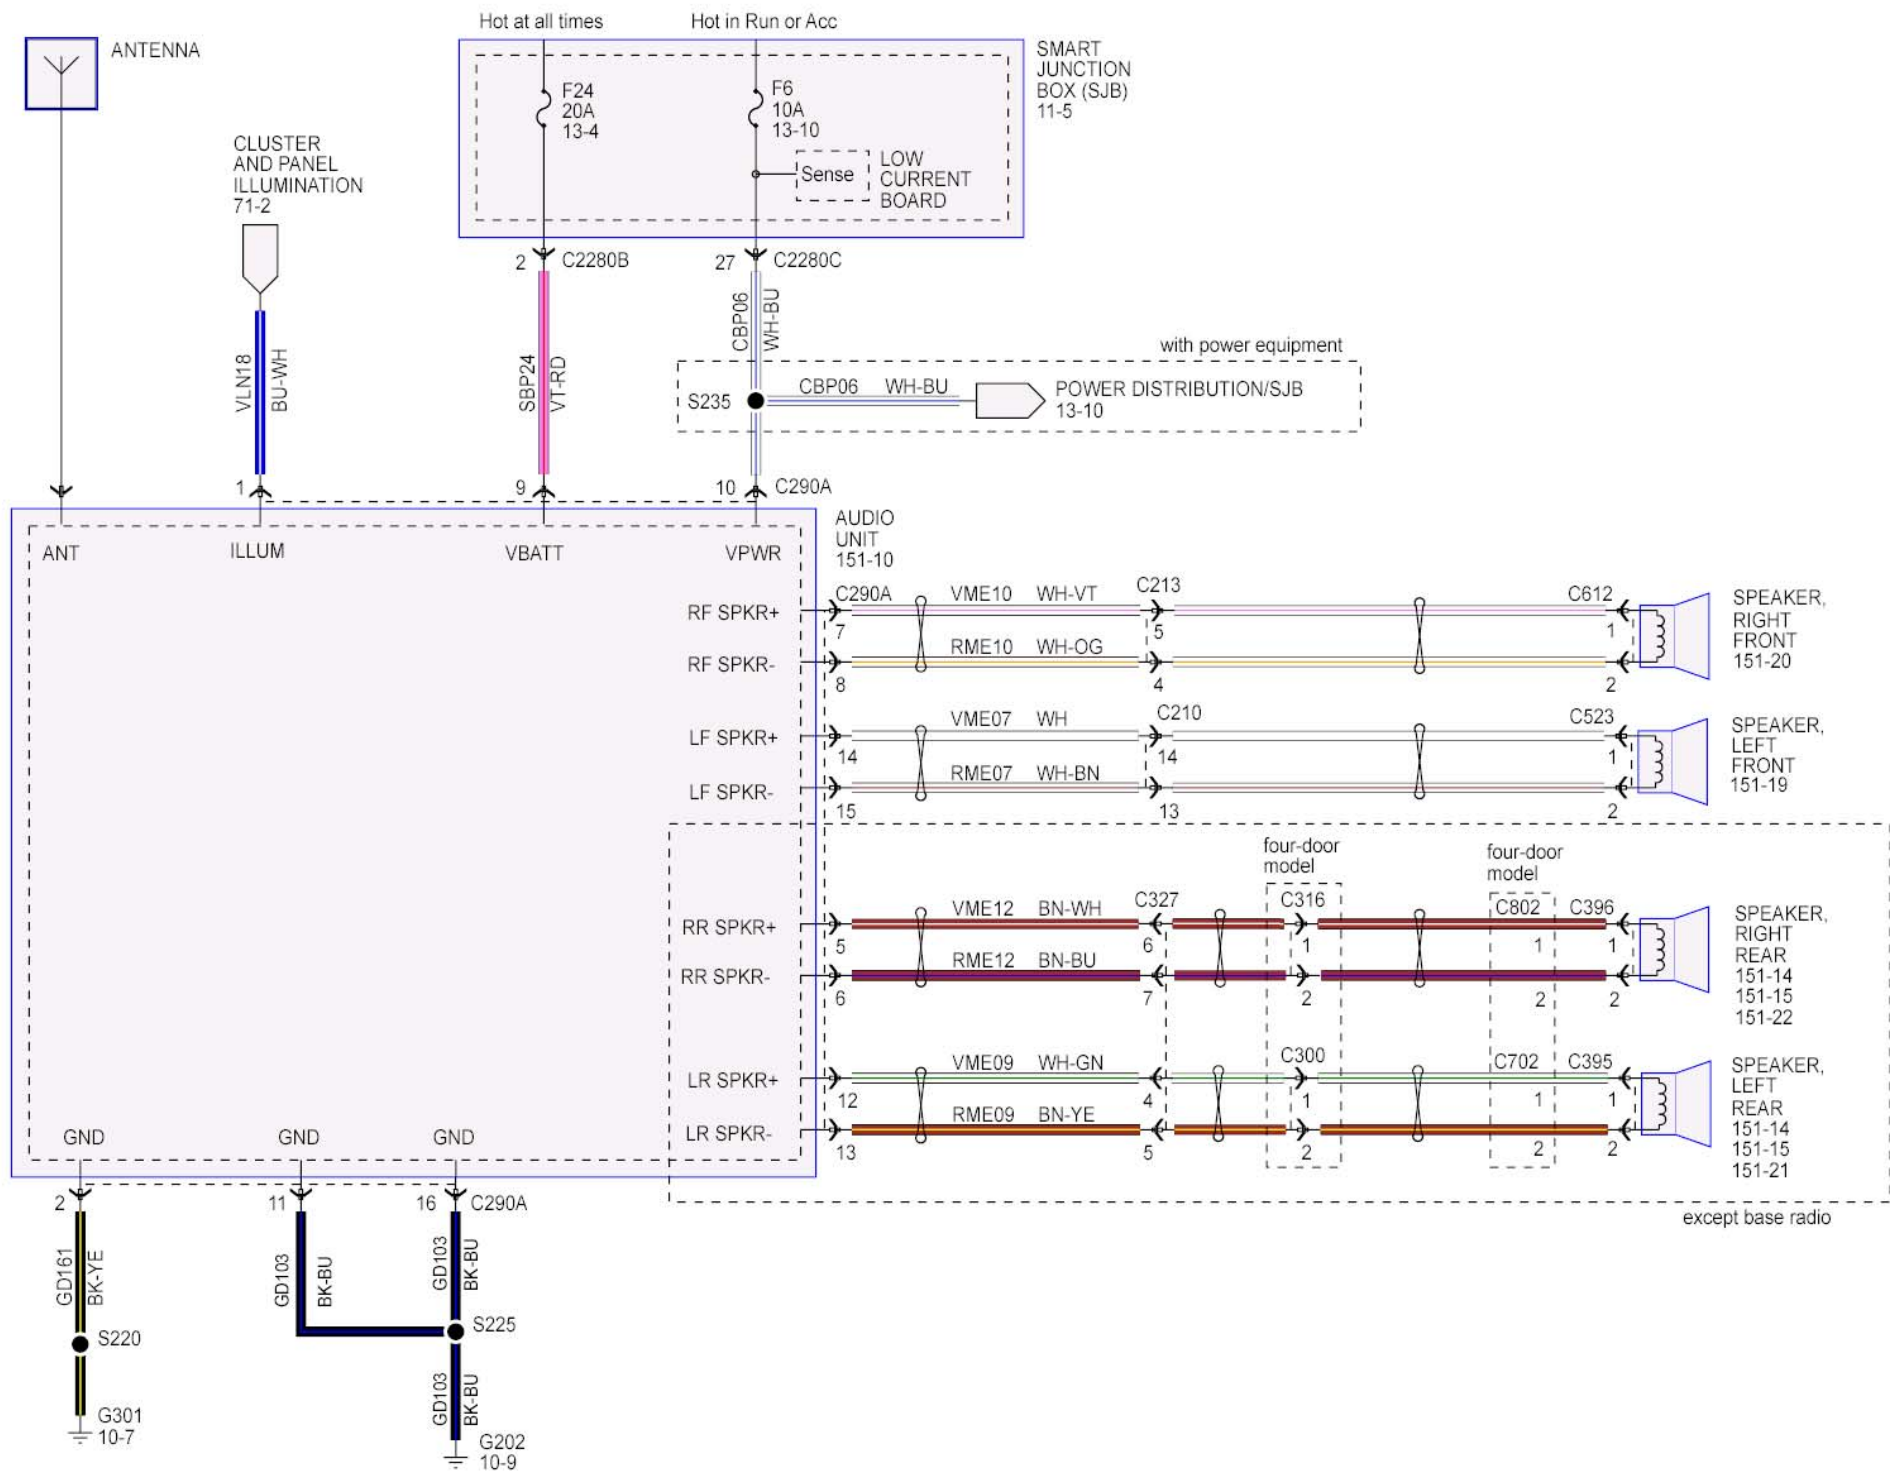 Hot at all times
Hot in Run or Acc
ANTENNA
SMART
JUNCTION
BOX (SJB)
11-5
F24
20A
13-4
F6
10A
13-10
Sense
LOW
CURRENT
BOARD
CLUSTER
AND PANEL
ILLUMINATION
71-2
2
C2280B
27
C2280C
CBP06
WH-BU
VLN18
BU-WH
SBP24
VT-RD
with power equipment
S235
CBP06
WH-BU
POWER DISTRIBUTION/SJB
13-10
1
9
10
C290A
AUDIO
UNIT
151-10
ANT
ILLUM
VBATT
VPWR
RF SPKR+
C290A
7
VME10
WH-VT
C213
5
C612
1
SPEAKER,
RIGHT
FRONT
151-20
RF SPKR-
8
RME10
WH-OG
4
2
LF SPKR+
14
VME07
WH
C210
14
C523
1
SPEAKER,
LEFT
FRONT
151-19
LF SPKR-
15
RME07
WH-BN
13
2
four-door
model
four-door
model
RR SPKR+
5
VME12
BN-WH
C327
6
C316
1
C802
1
C396
1
SPEAKER,
RIGHT
REAR
151-14
151-15
151-22
RR SPKR-
6
RME12
BN-BU
7
2
2
2
LR SPKR+
12
VME09
WH-GN
4
C300
1
C702
1
C395
1
SPEAKER,
LEFT
REAR
151-14
151-15
151-21
LR SPKR-
13
RME09
BN-YE
5
2
2
2
except base radio
GND
GND
GND
2
11
16
C290A
GD161
BK-YE
GD103
BK-BU
GD103
BK-BU
S220
S225
GD103
BK-BU
G301
10-7
G202
10-9